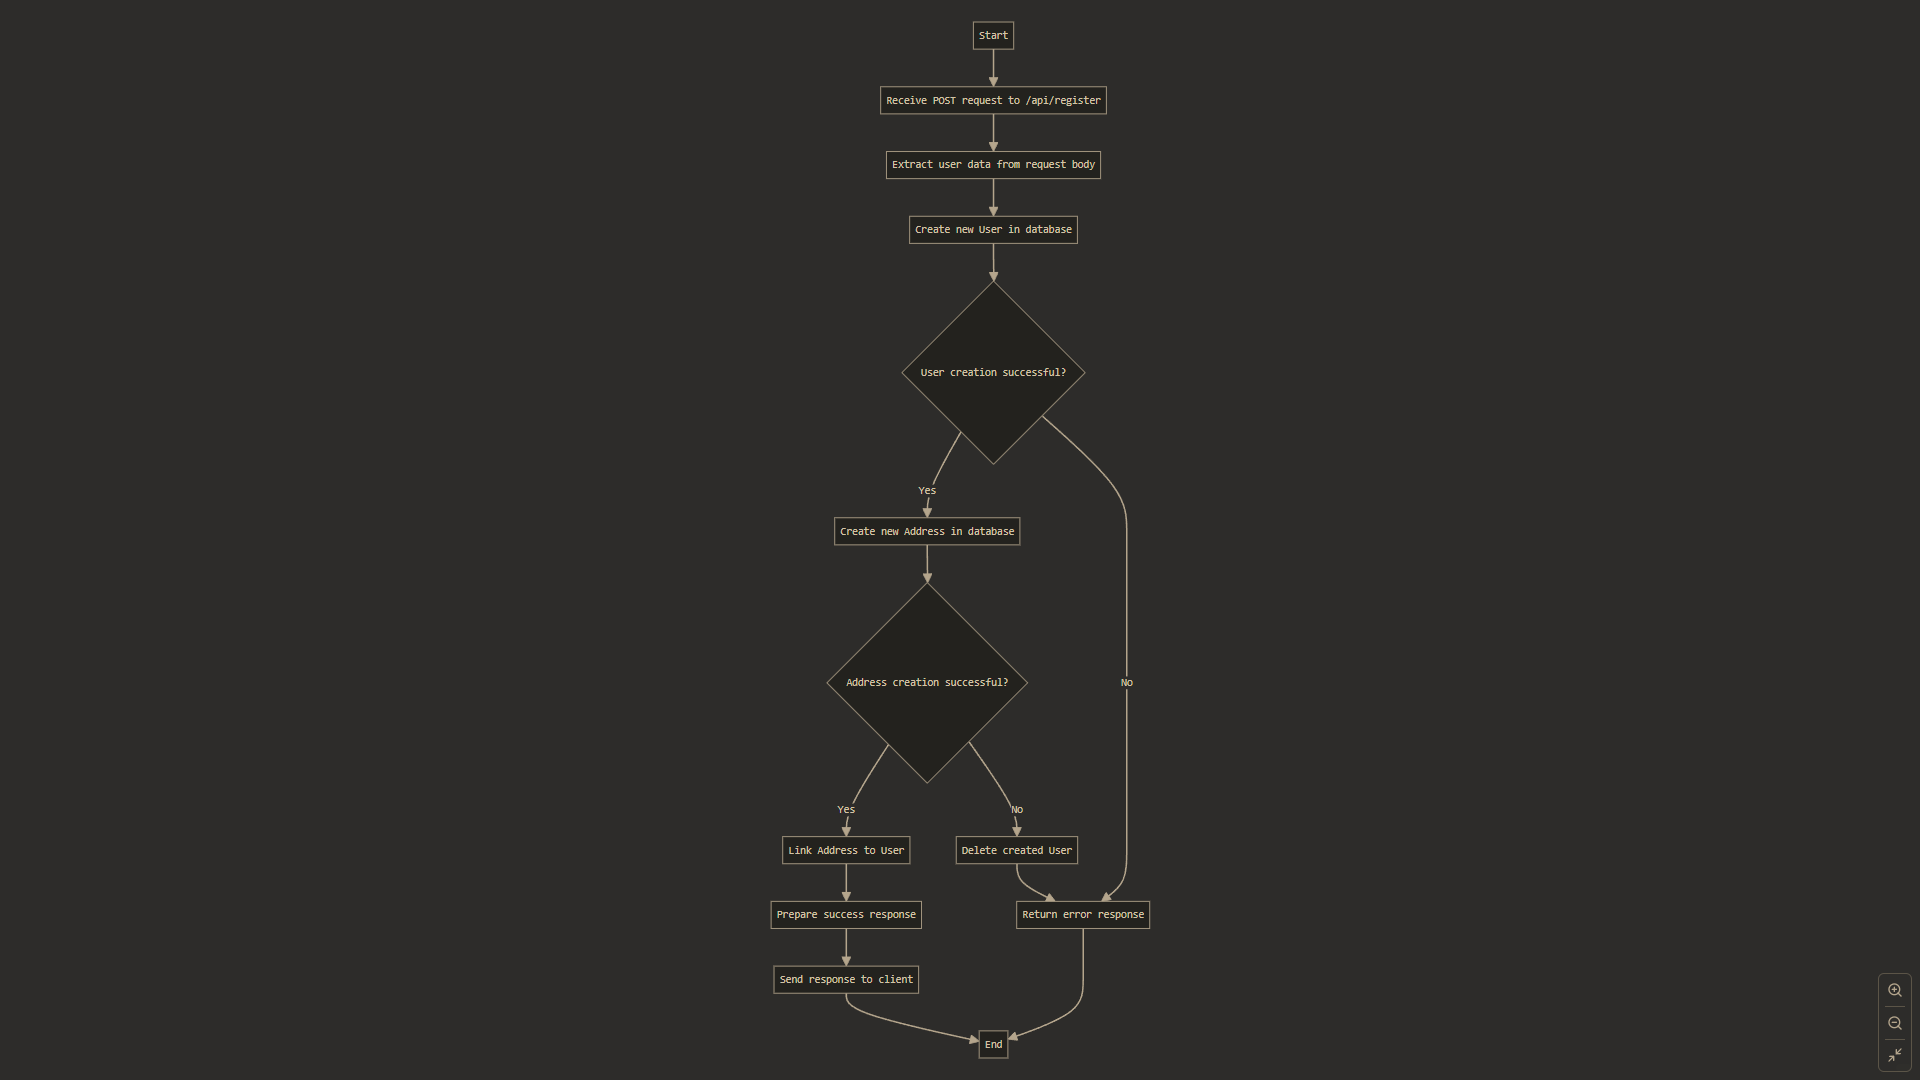 Start
Receive POST request to /api/register
Extract user data from request body
Create new User in database
User creation successful?
Yes
Create new Address in database
Address creation successful?
No
Yes
No
Link Address to User
Delete created User
Prepare success response
Return error response
Send response to client
End